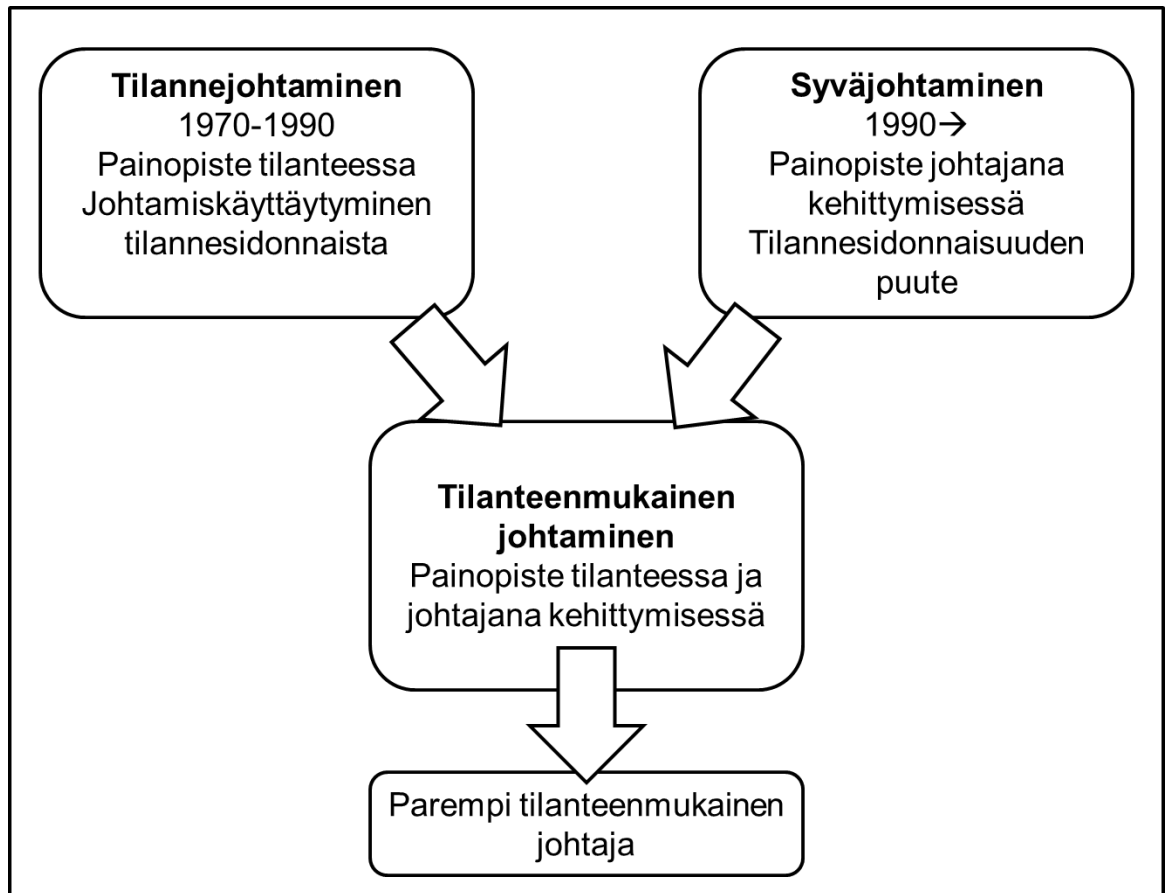 Tilannejohtaminen
1970-1990
Painopiste tilanteessa
Johtamiskäyttäytyminen
tilannesidonnaista
Syväjohtaminen
1990→
Painopiste johtajana
kehittymisessä
Tilannesidonnaisuuden
puute
Tilanteenmukainen
johtaminen
Painopiste tilanteessa ja
johtajana kehittymisessä
Parempi tilanteenmukainen
johtaja